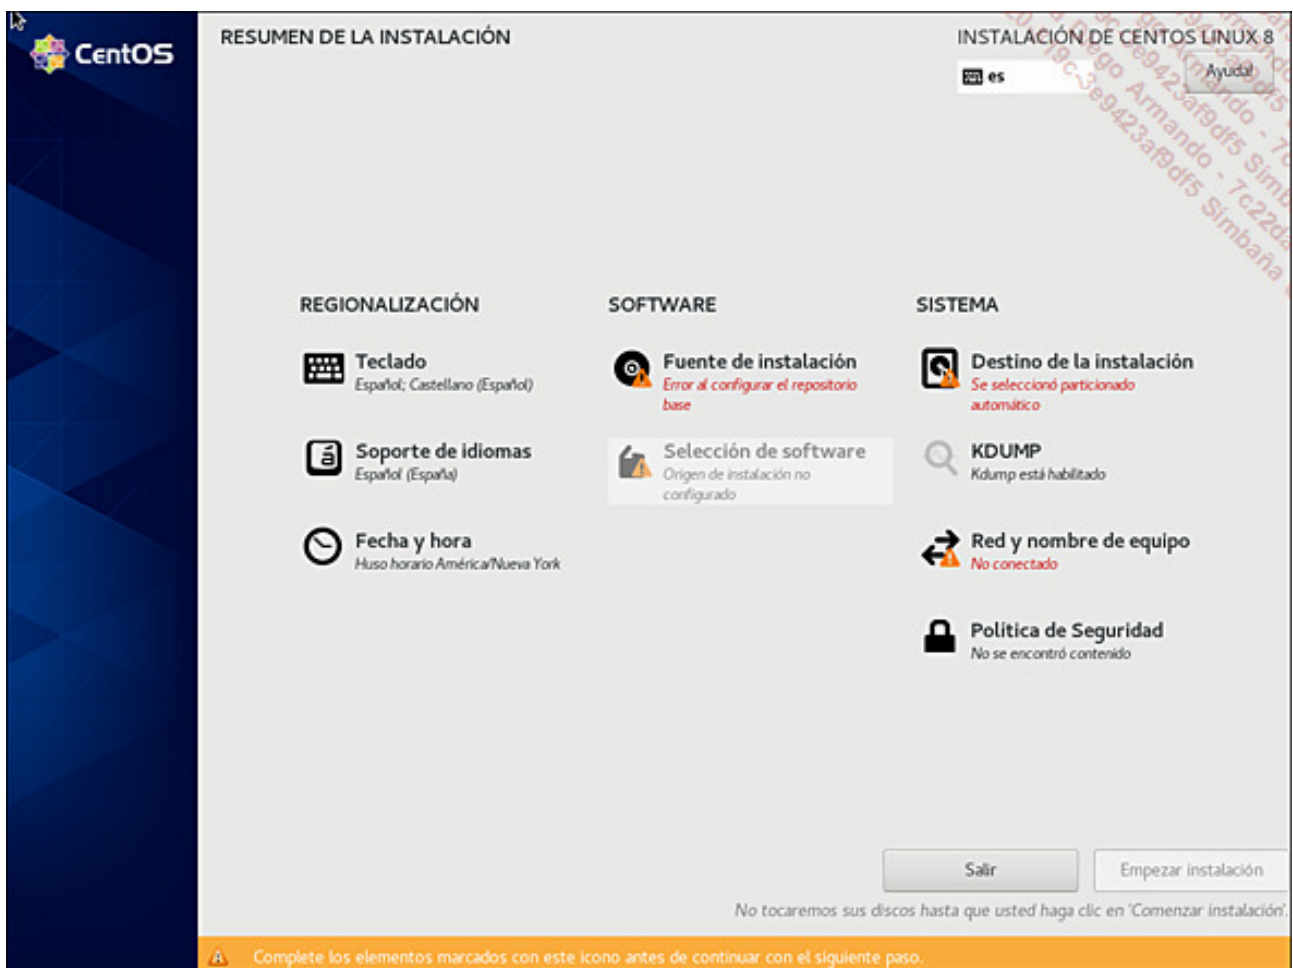 CentOS
RESUMEN DE LA INSTALACIÓN
INSTALACIÓN DE CENTOS LINUX 8
es
Ayuda!
REGIONALIZACIÓN
Teclado
Español; Castellano (Español)
Soporte de idiomas
Español (España)
Fecha y hora
Huso horario América/Nueva York
SOFTWARE
Fuente de instalación
Error al configurar el repositorio
base
Selección de software
Origen de instalación no
configurado
SISTEMA
Destino de la instalación
Se seleccionó particionado
automático
KDUMP
Kdump está habilitado
Red y nombre de equipo
No conectado
Política de Seguridad
No se encontró contenido
Salir
Empezar instalación
No tocaremos sus discos hasta que usted haga clic en 'Comenzar instalación'.
Complete los elementos marcados con este icono antes de continuar con el siguiente paso.